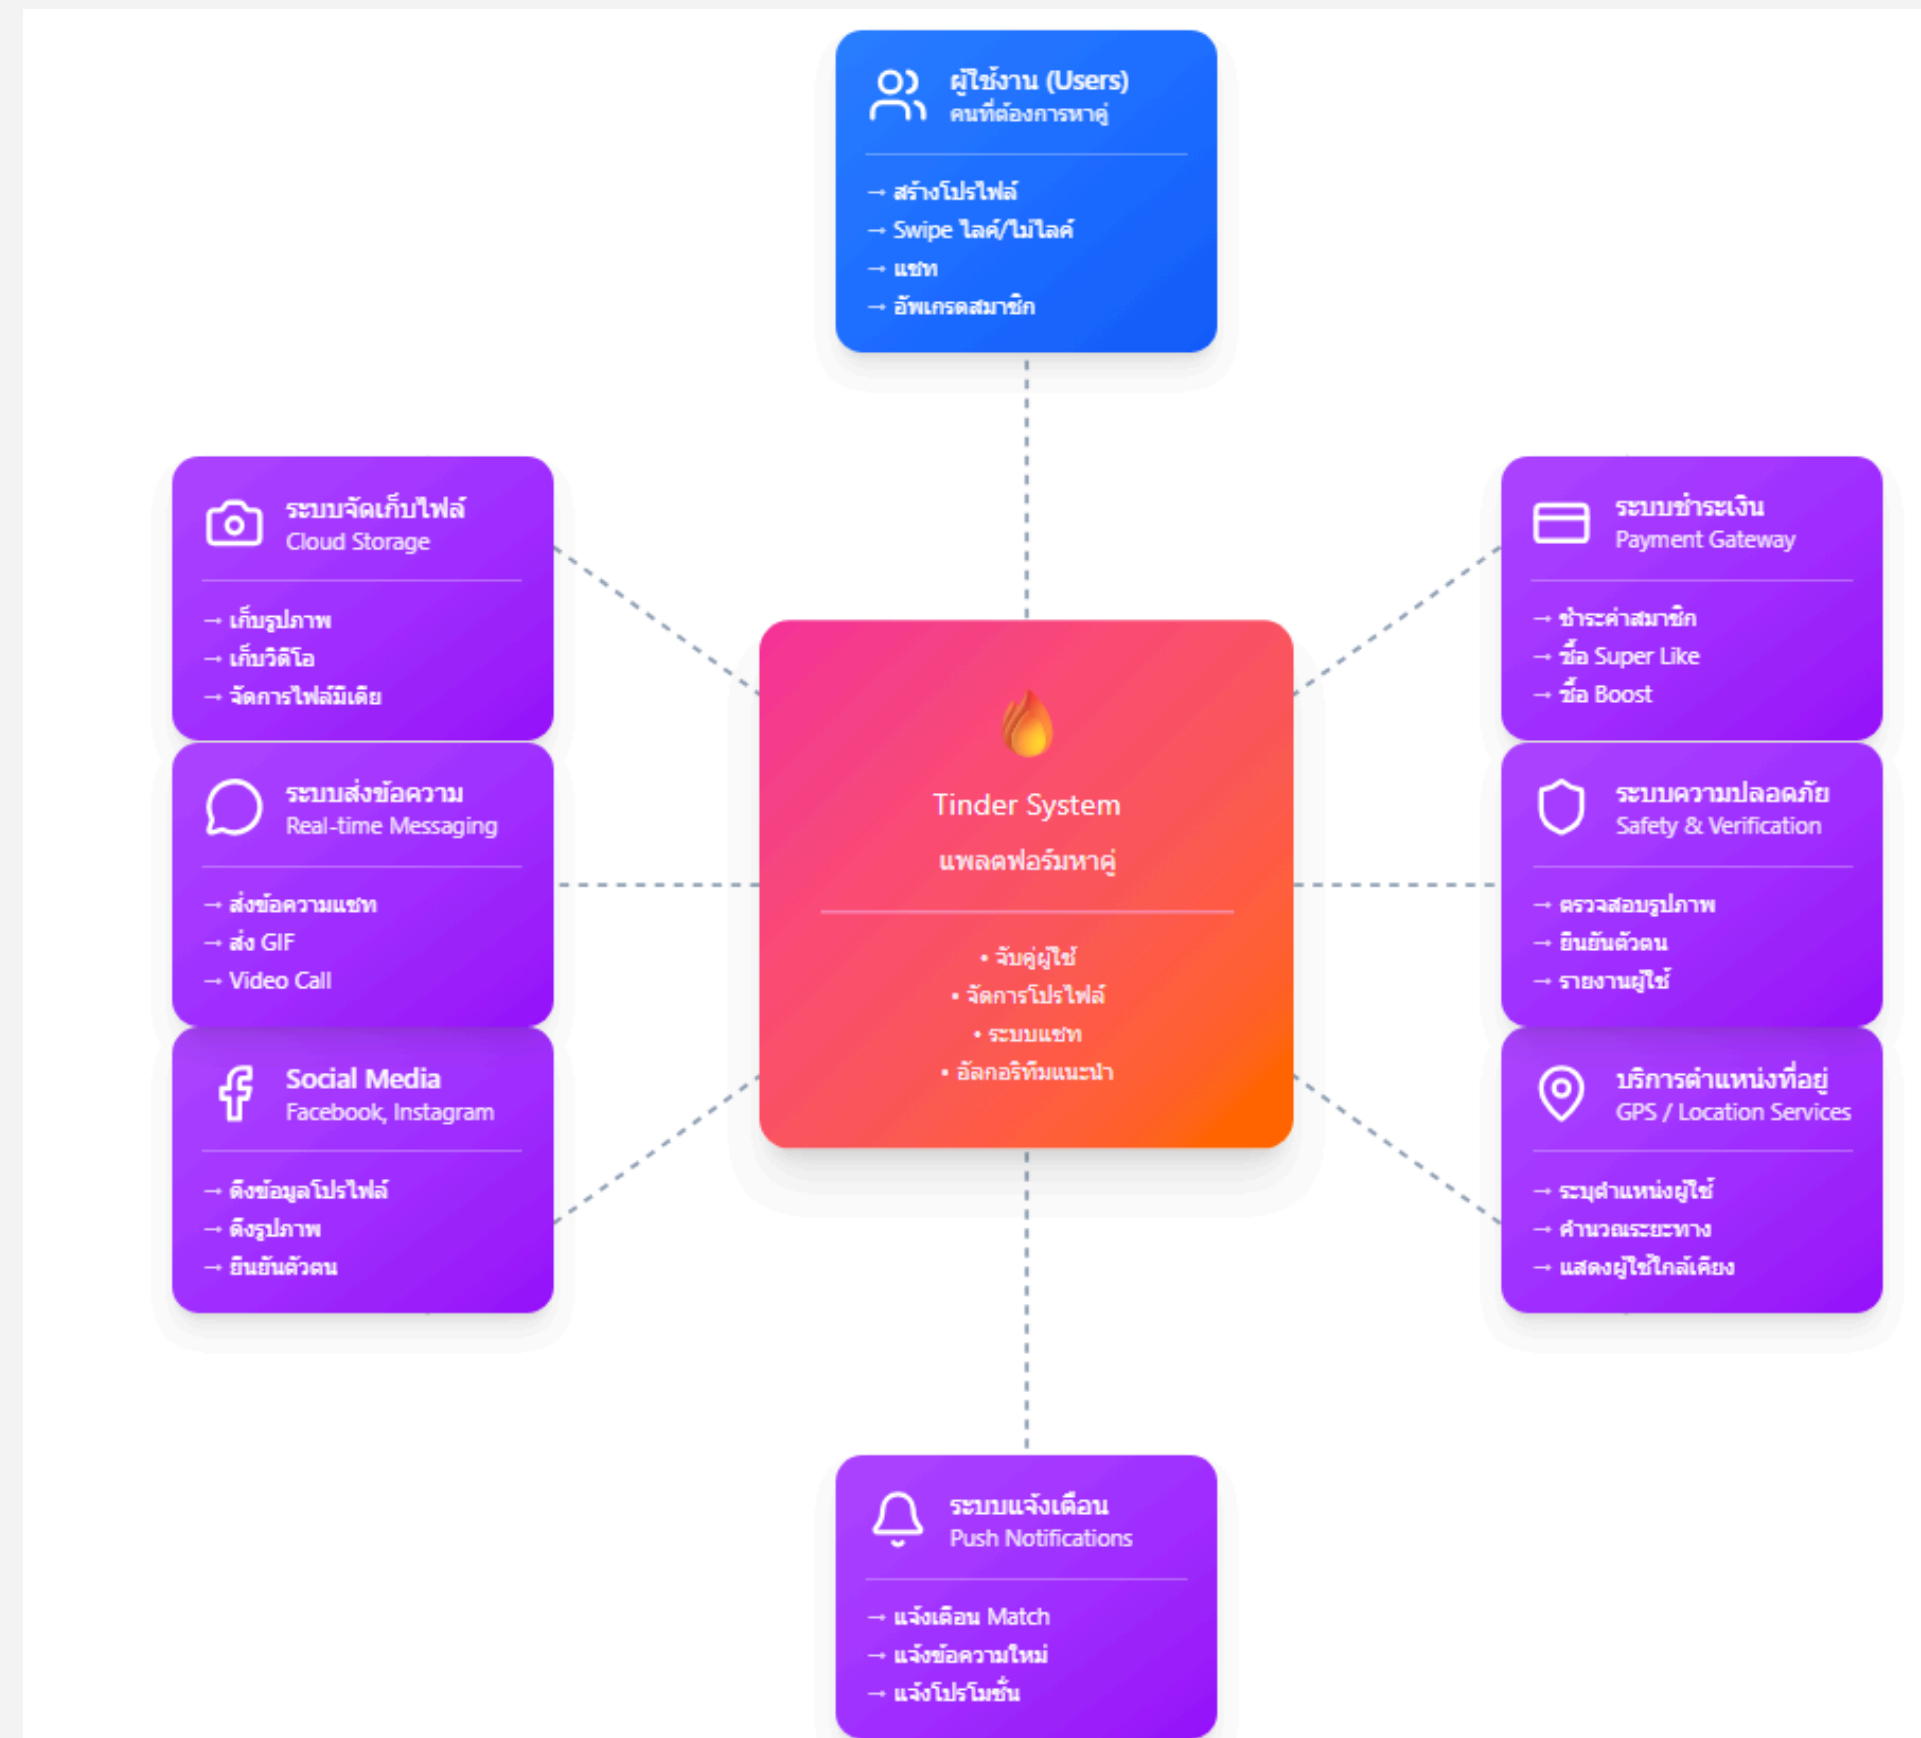 ผู้ใช้งาน (Users)
คนที่ต้องการหาคู่
→ สร้างโปรไฟล์
→ Swipe ไลค์/ไม่ไลค์
→ แชท
→ อัพเกรดสมาชิก
ระบบจัดเก็บไฟล์
Cloud Storage
→ เก็บรูปภาพ
→ เก็บวิดีโอ
→ จัดการไฟล์มีเดีย
ระบบส่งข้อความ
Real-time Messaging
→ ส่งข้อความแชท
→ ส่ง GIF
→ Video Call
Social Media
Facebook, Instagram
→ ดึงข้อมูลโปรไฟล์
→ ดึงรูปภาพ
→ ยืนยันตัวตน
Tinder System
แพลตฟอร์มหาคู่
• จับคู่ผู้ใช้
• จัดการโปรไฟล์
• ระบบแชท
• อัลกอริทึมแนะนำ
ระบบชำระเงิน
Payment Gateway
→ ชำระค่าสมาชิก
→ ซื้อ Super Like
→ ซื้อ Boost
ระบบความปลอดภัย
Safety & Verification
→ ตรวจสอบรูปภาพ
→ ยืนยันตัวตน
→ รายงานผู้ใช้
บริการตำแหน่งที่อยู่
GPS / Location Services
→ ระบุตำแหน่งผู้ใช้
→ คำนวณระยะทาง
→ แสดงผู้ใช้ใกล้เคียง
ระบบแจ้งเตือน
Push Notifications
→ แจ้งเตือน Match
→ แจ้งข้อความใหม่
→ แจ้งโปรโมชั่น